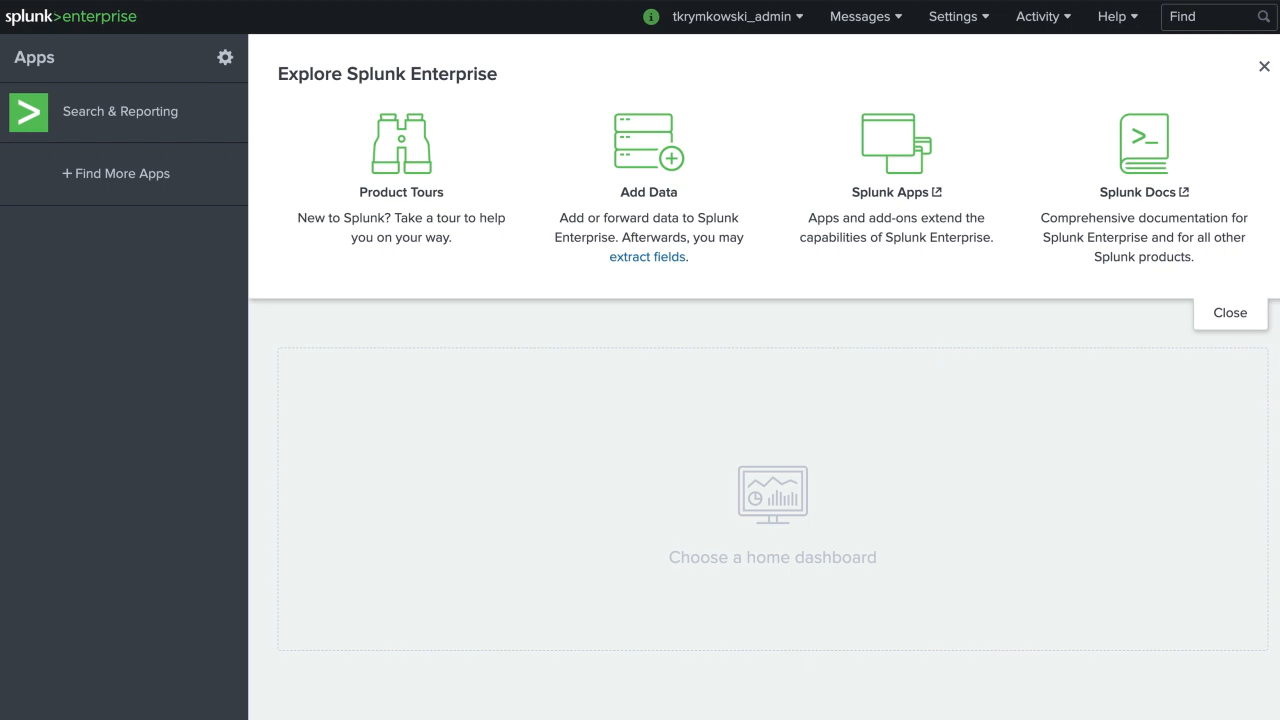 splunk>enterprise
i tkrymkowski_admin Messages Settings Activity Help Find
Apps
Search & Reporting
+ Find More Apps
Explore Splunk Enterprise
Product Tours
New to Splunk? Take a tour to help
you on your way.
Add Data
Add or forward data to Splunk
Enterprise. Afterwards, you may
extract fields.
Splunk Apps
Apps and add-ons extend the
capabilities of Splunk Enterprise.
Splunk Docs
Comprehensive documentation for
Splunk Enterprise and for all other
Splunk products.
Close
Choose a home dashboard